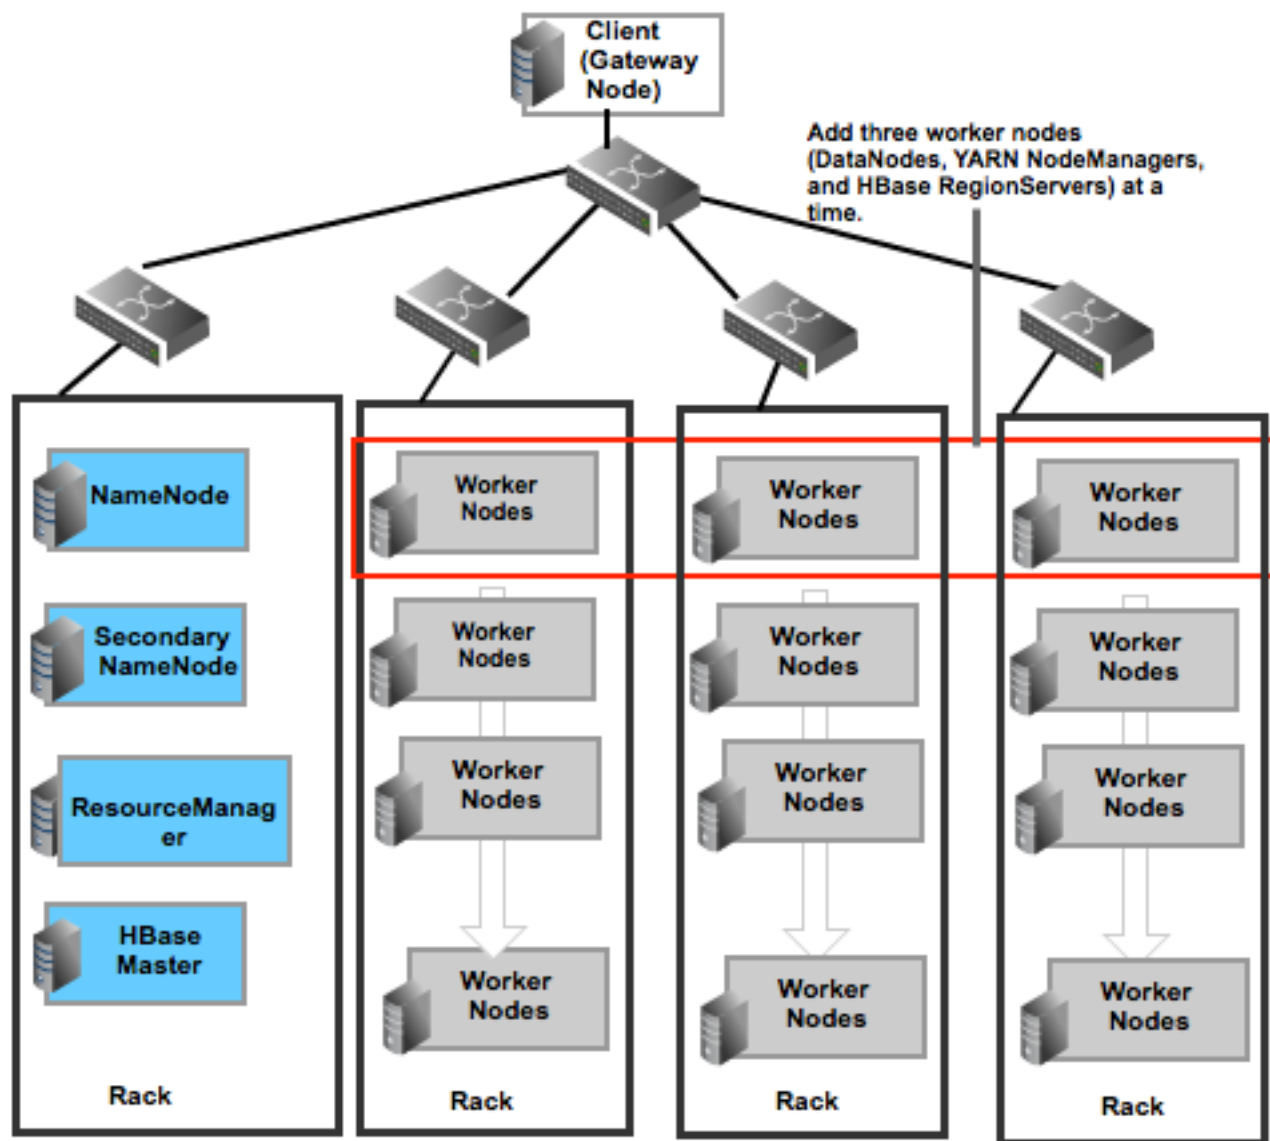 Client
(Gateway
Node)
Add three worker nodes
(DataNodes, YARN NodeManagers,
and HBase RegionServers) at a
time.
NameNode
Secondary
NameNode
ResourceManag
er
HBase
Master
Rack
Worker
Nodes
Worker
Nodes
Worker
Nodes
Worker
Nodes
Rack
Worker
Nodes
Worker
Nodes
Worker
Nodes
Worker
Nodes
Rack
Worker
Nodes
Worker
Nodes
Worker
Nodes
Worker
Nodes
Rack